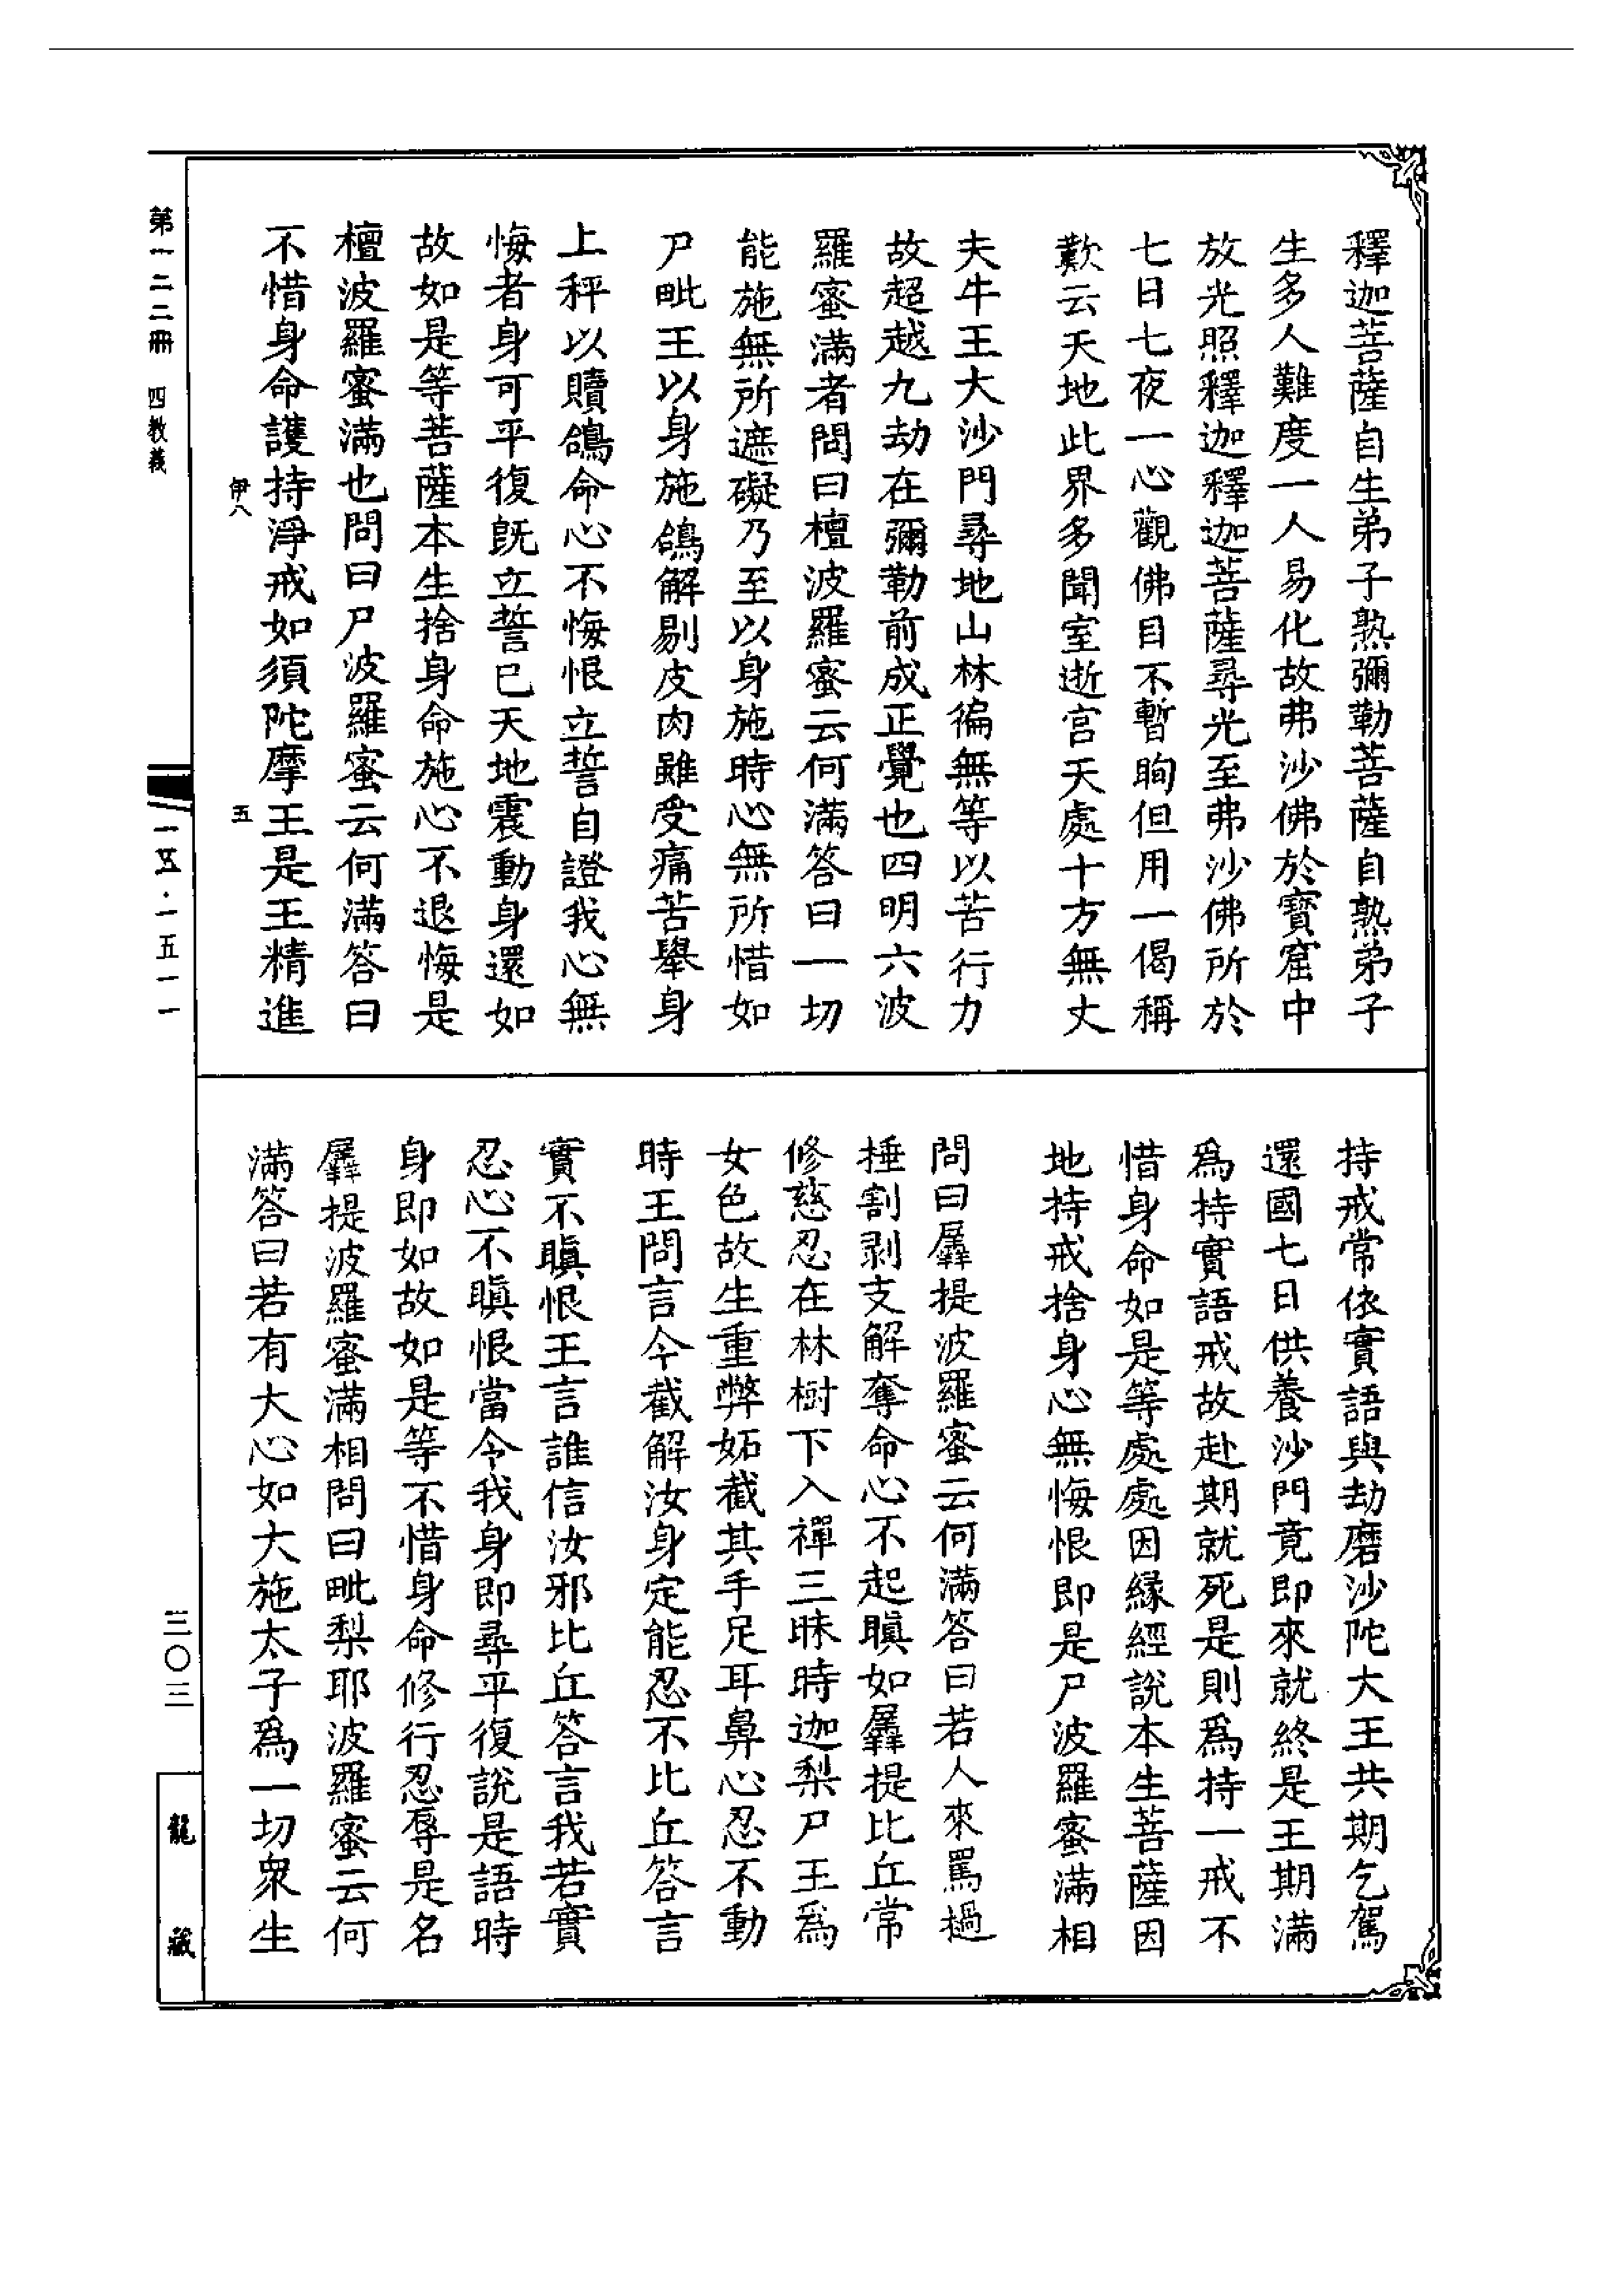 釋迦菩薩自生弟子熟彌勒菩薩自熟弟子
生多人難度一人易化故弗沙佛於寶窟中
放光照釋迦釋迦菩薩尋光至弗沙佛所於
七日七夜一心觀佛目不暫眴但用一偈稱
歎云天地此界多聞室逝宮天處十方無丈
夫牛王大沙門尋地山林徧無等以苦行力
故超越九劫在彌勒前成正覺也四明六波
羅蜜滿者問曰檀波羅蜜云何滿答曰一切
能施無所遮礙乃至以身施時心無所惜如
尸毗王以身施鴿解剔皮肉雖受痛苦舉身
上秤以贖鴿命心不悔恨立誓自證我心無
悔者身可平復旣立誓已天地震動身還如
故如是等菩薩本生捨身命施心不退悔是
檀波羅蜜滿也問曰尸波羅蜜云何滿答曰
不惜身命護持淨戒如須陀摩王是王精進
伊八
五
持戒常依實語與劫磨沙陀大王共期乞駕
還國七日供養沙門竟即來就終是王期滿
爲持實語戒故赴期就死是則爲持一戒不
惜身命如是等處處因緣經說本生菩薩因
地持戒捨身心無悔恨即是尸波羅蜜滿相
問曰羼提波羅蜜云何滿答曰若人來罵撾
捶割剥支解奪命心不起瞋如羼提比丘常
修慈忍在林樹下入禪三昧時迦梨尸王爲
女色故生重弊妬截其手足耳鼻心忍不動
時王問言今截解汝身定能忍不比丘答言
實不瞋恨王言誰信汝邪比丘答言我若實
忍心不瞋恨當令我身即尋平復說是語時
身即如故如是等不惜身命修行忍辱是名
羼提波羅蜜滿相問曰毗梨耶波羅蜜云何
滿答曰若有大心如大施太子爲一切衆生
第一二二冊 四教義
一五五·一五一一
三〇三
龍藏